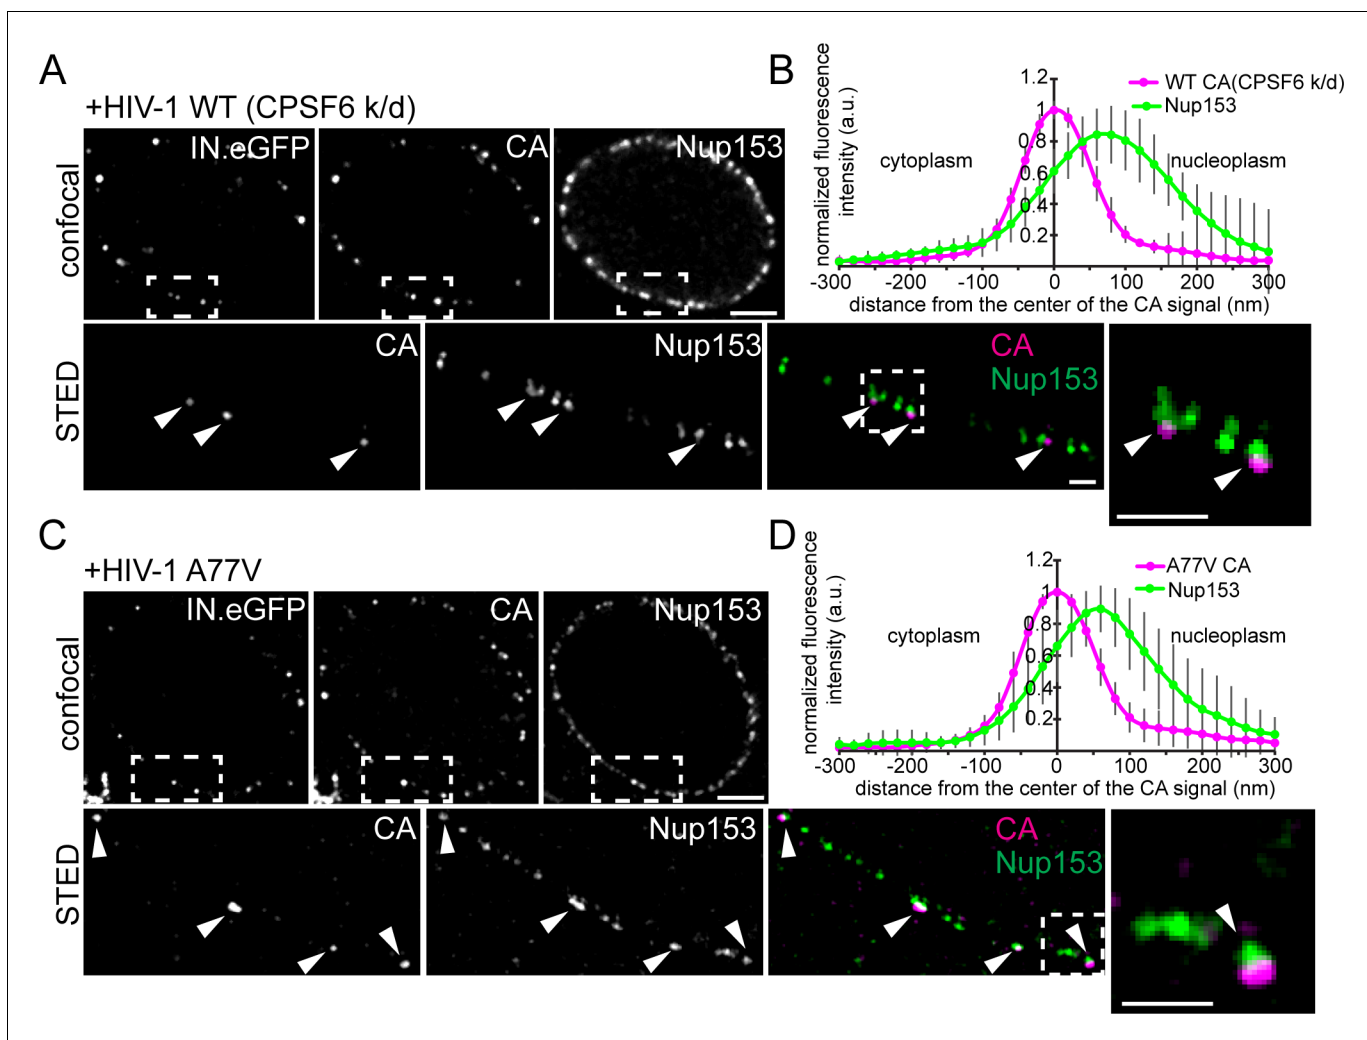 A
+HIV-1 WT (CPSF6 k/d)
confocal
IN.eGFP
CA
Nup153
STED
CA
Nup153
CA
Nup153
B
normalized fluorescence
intensity (a.u.)
1.2
1
0.8
0.6
0.4
0.2
WT CA(CPSF6 k/d)
Nup153
cytoplasm
nucleoplasm
-300 -200 -100 0 100 200 300
distance from the center of the CA signal (nm)
C
+HIV-1 A77V
confocal
IN.eGFP
CA
Nup153
STED
CA
Nup153
CA
Nup153
D
normalized fluorescence
intensity (a.u.)
1.2
1
0.8
0.6
0.4
0.2
A77V CA
Nup153
cytoplasm
nucleoplasm
-300 -200 -100 0 100 200 300
distance from the center of the CA signal (nm)